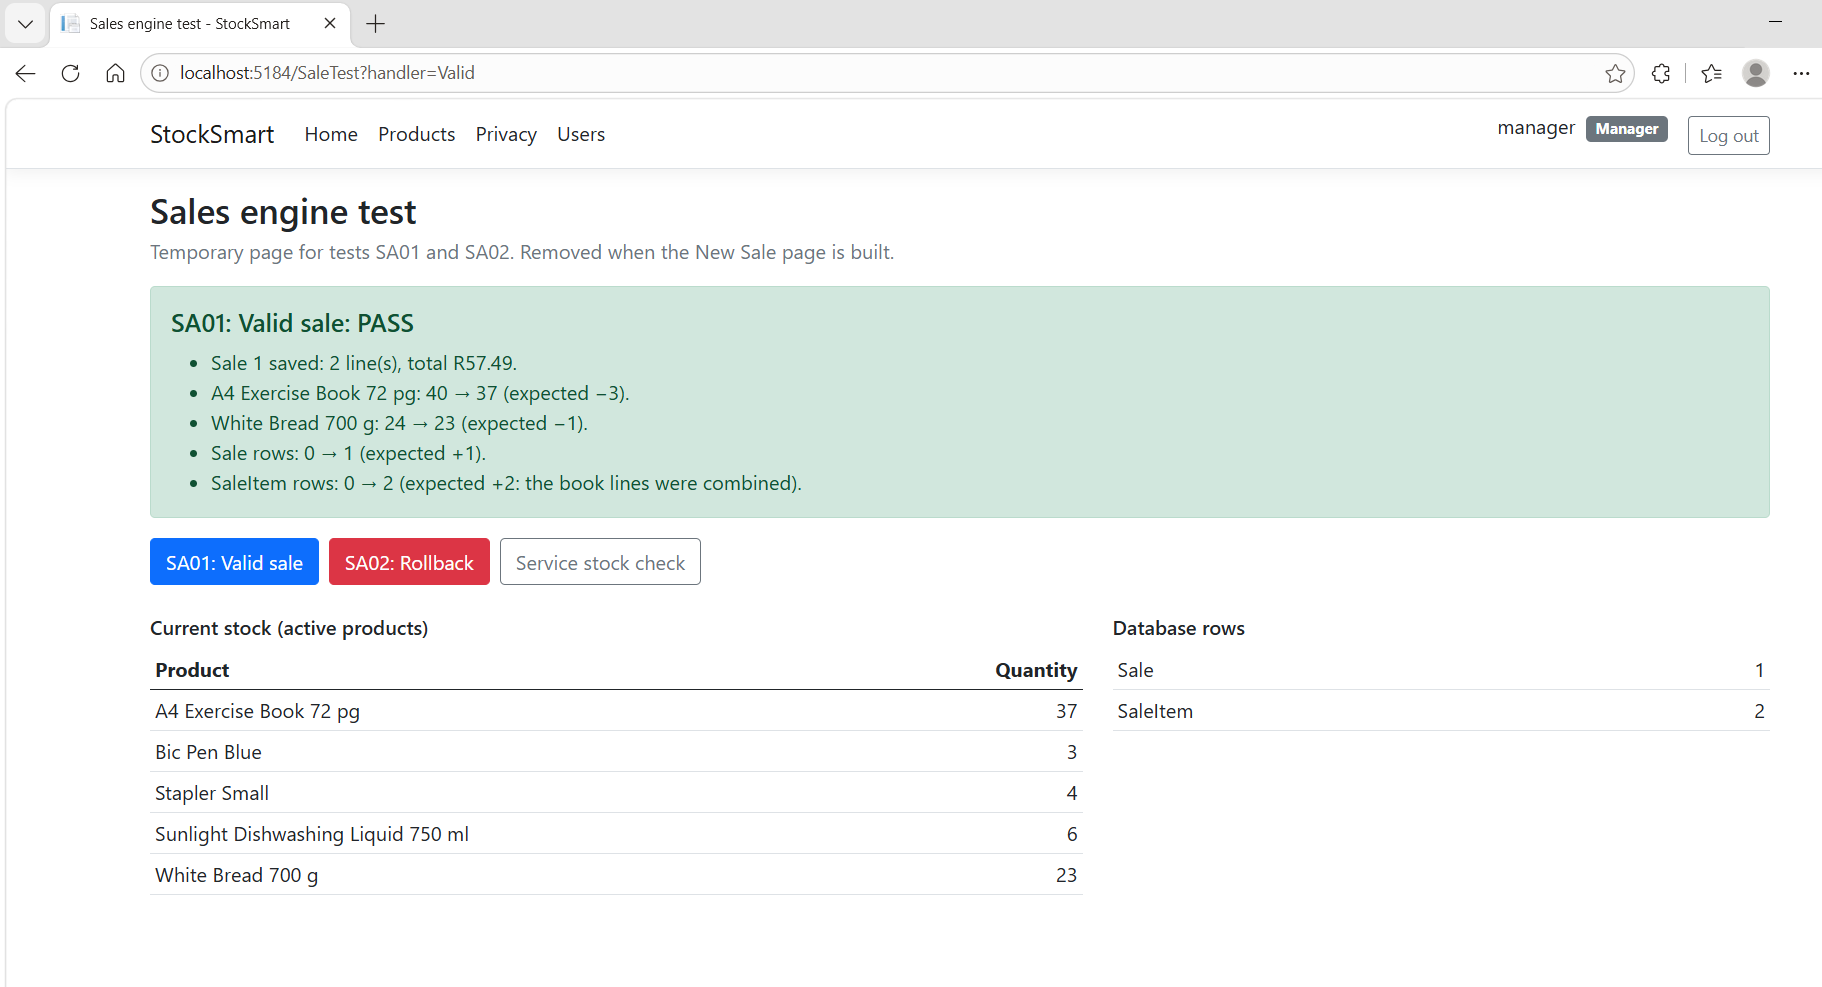 Sales engine test - StockSmart
localhost:5184/SaleTest?handler=Valid
StockSmart Home Products Privacy Users manager Manager Log out
Sales engine test
Temporary page for tests SA01 and SA02. Removed when the New Sale page is built.
SA01: Valid sale: PASS
• Sale 1 saved: 2 line(s), total R57.49.
• A4 Exercise Book 72 pg: 40 → 37 (expected −3).
• White Bread 700 g: 24 → 23 (expected −1).
• Sale rows: 0 → 1 (expected +1).
• SaleItem rows: 0 → 2 (expected +2: the book lines were combined).
SA01: Valid sale SA02: Rollback Service stock check
Current stock (active products)
Product Quantity
A4 Exercise Book 72 pg 37
Bic Pen Blue 3
Stapler Small 4
Sunlight Dishwashing Liquid 750 ml 6
White Bread 700 g 23
Database rows
Sale 1
SaleItem 2